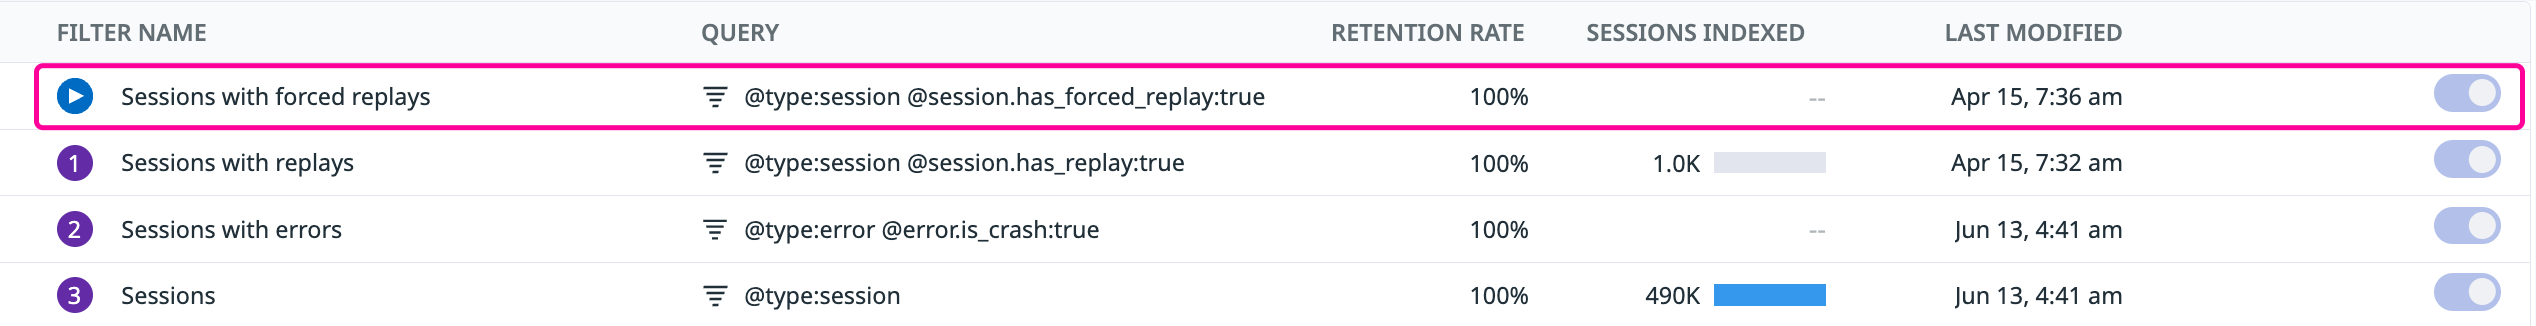 FILTER NAME QUERY RETENTION RATE SESSIONS INDEXED LAST MODIFIED
Sessions with forced replays @type:session @session.has_forced_replay:true 100% -- Apr 15, 7:36 am
1 Sessions with replays @type:session @session.has_replay:true 100% 1.0K Apr 15, 7:32 am
2 Sessions with errors @type:error @error.is_crash:true 100% -- Jun 13, 4:41 am
3 Sessions @type:session 100% 490K Jun 13, 4:41 am